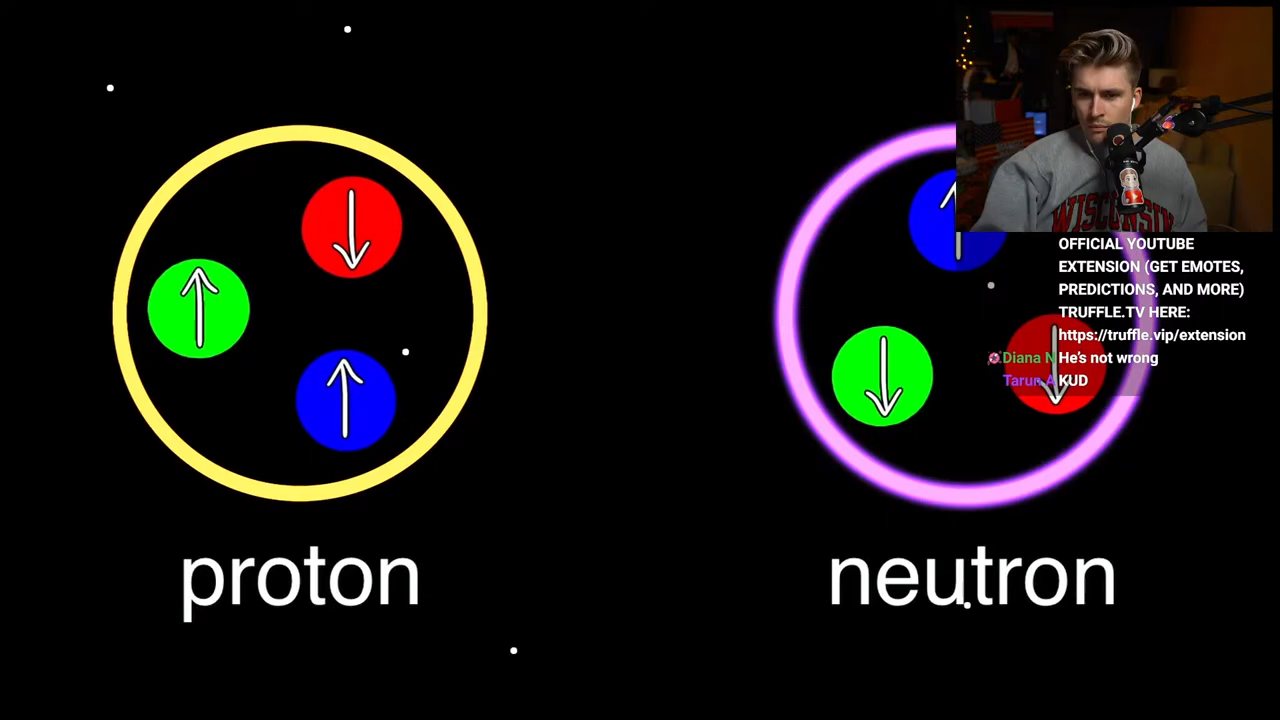 WISCONSIN
OFFICIAL YOUTUBE
EXTENSION (GET EMOTES,
PREDICTIONS, AND MORE)
TRUFFLE.TV HERE:
https://truffle.vip/extension
Diana N He's not wrong
Tarun A KUD
proton
neutron